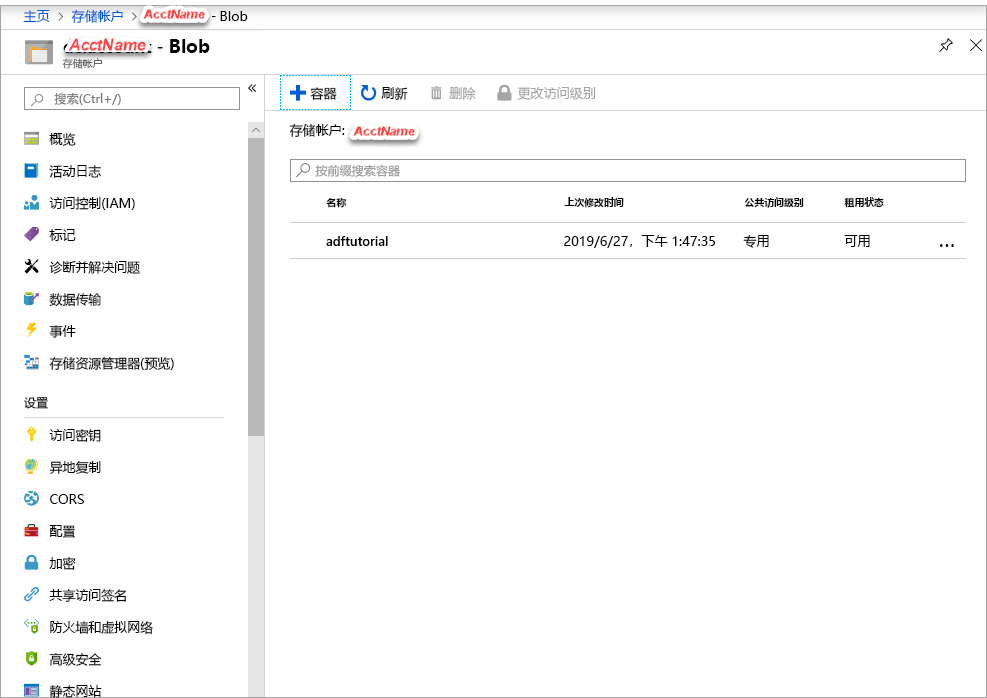 主页 > 存储帐户 > AcctName - Blob
AcctName - Blob
存储帐户
搜索(Ctrl+/)
概览
活动日志
访问控制(IAM)
标记
诊断并解决问题
数据传输
事件
存储资源管理器(预览)
设置
访问密钥
异地复制
CORS
配置
加密
共享访问签名
防火墙和虚拟网络
高级安全
静态网站
容器 刷新 删除 更改访问级别
存储帐户: AcctName
按前缀搜索容器
名称 上次修改时间 公共访问级别 租用状态
adftutorial 2019/6/27，下午 1:47:35 专用 可用 ...